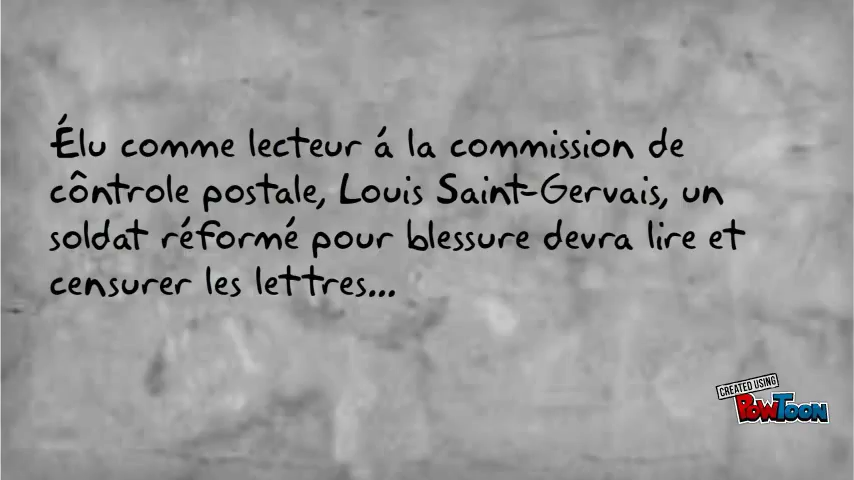 Élu comme lecteur á la commission de
côntrole postale, Louis Saint-Gervais, un
soldat réformé pour blessure devra lire et
censurer les lettres...
CREATED USING
POWTOON